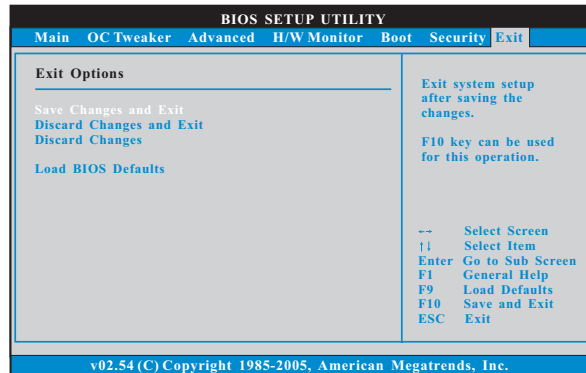 BIOS SETUP UTILITY
Main OC Tweaker Advanced H/W Monitor Boot Security Exit
Exit Options
Save Changes and Exit
Discard Changes and Exit
Discard Changes
Load BIOS Defaults
Exit system setup
after saving the
changes.
F10 key can be used
for this operation.
←→ Select Screen
↑↓ Select Item
Enter Go to Sub Screen
F1 General Help
F9 Load Defaults
F10 Save and Exit
ESC Exit
v02.54 (C) Copyright 1985-2005, American Megatrends, Inc.